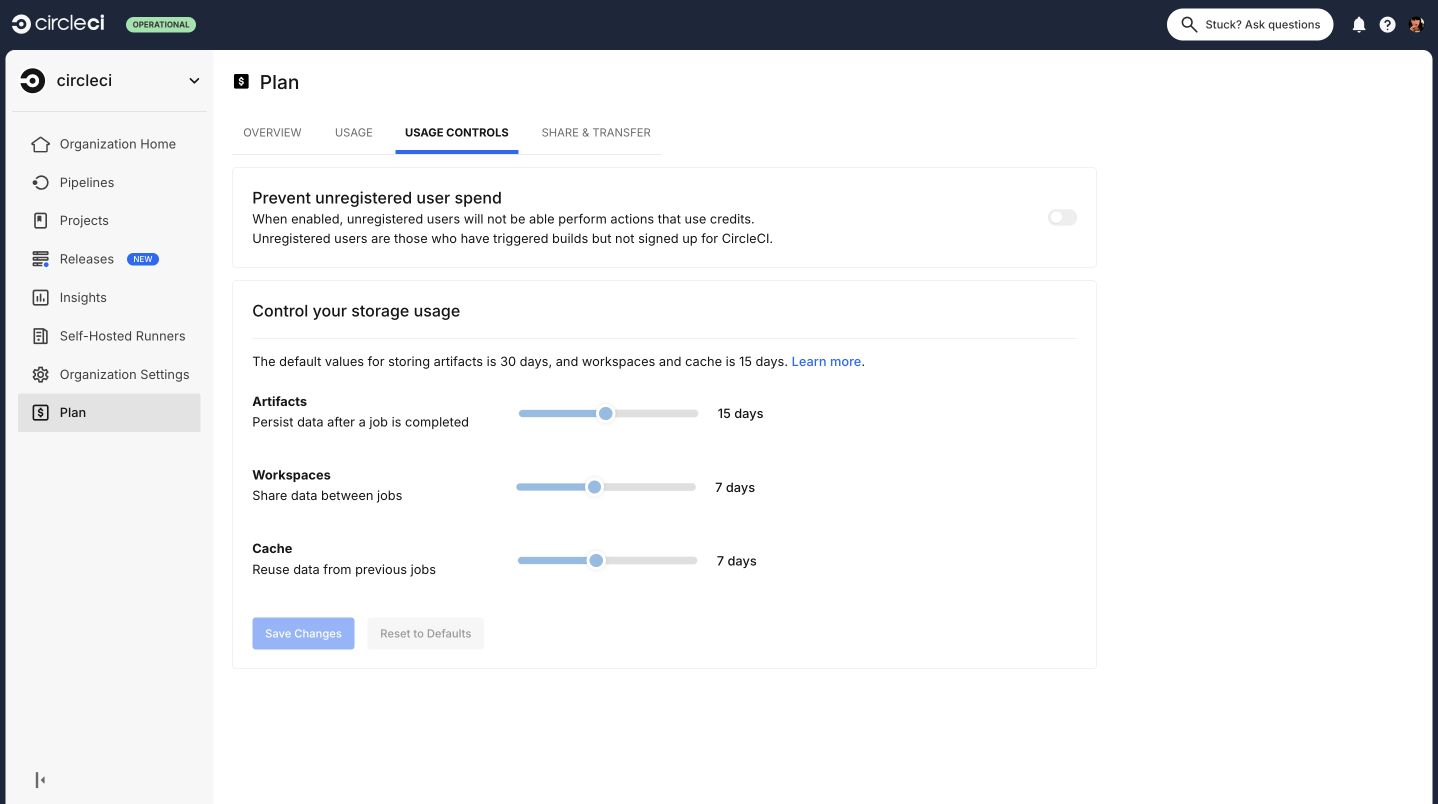 circleci
OPERATIONAL
Stuck? Ask questions
circleci
Organization Home
Pipelines
Projects
Releases NEW
Insights
Self-Hosted Runners
Organization Settings
Plan
Plan
OVERVIEW USAGE USAGE CONTROLS SHARE & TRANSFER
Prevent unregistered user spend
When enabled, unregistered users will not be able perform actions that use credits.
Unregistered users are those who have triggered builds but not signed up for CircleCI.
Control your storage usage
The default values for storing artifacts is 30 days, and workspaces and cache is 15 days. Learn more.
Artifacts
Persist data after a job is completed
15 days
Workspaces
Share data between jobs
7 days
Cache
Reuse data from previous jobs
7 days
Save Changes Reset to Defaults